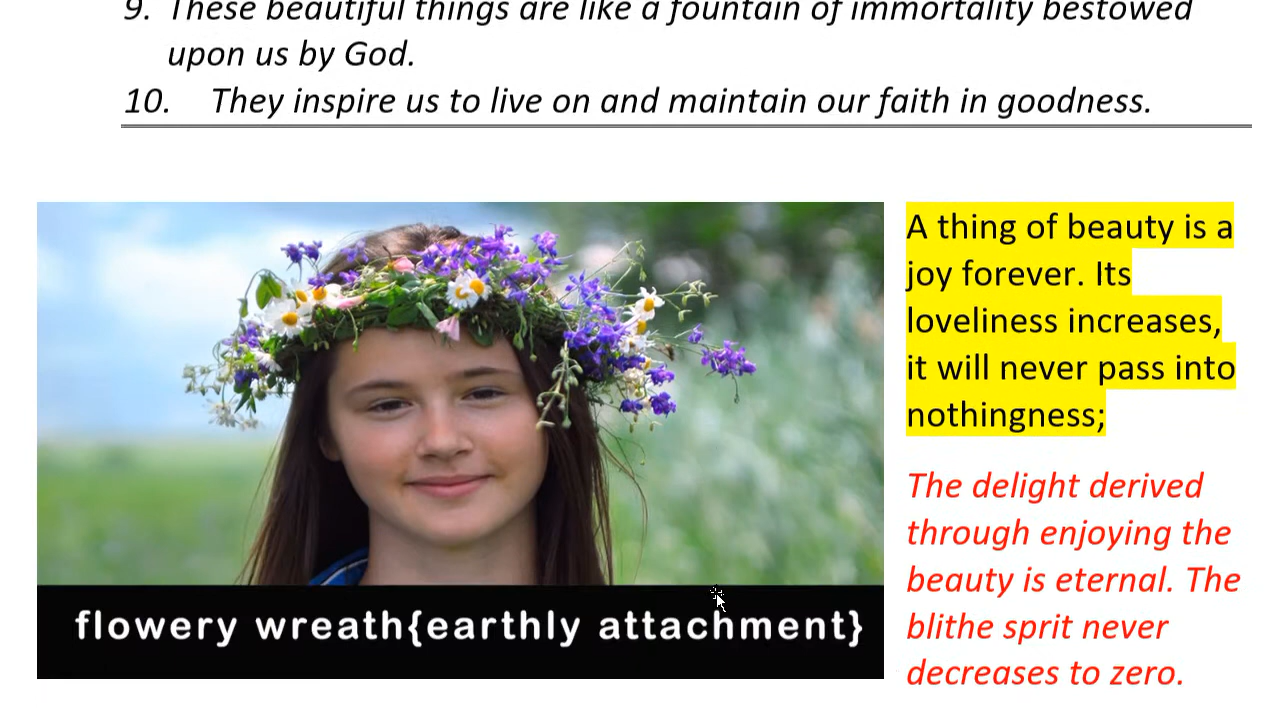 9. These beautiful things are like a fountain of immortality bestowed
upon us by God.
10. They inspire us to live on and maintain our faith in goodness.
A thing of beauty is a
joy forever. Its
loveliness increases,
it will never pass into
nothingness;
The delight derived
through enjoying the
beauty is eternal. The
blithe sprit never
decreases to zero.
flowery wreath{earthly attachment}